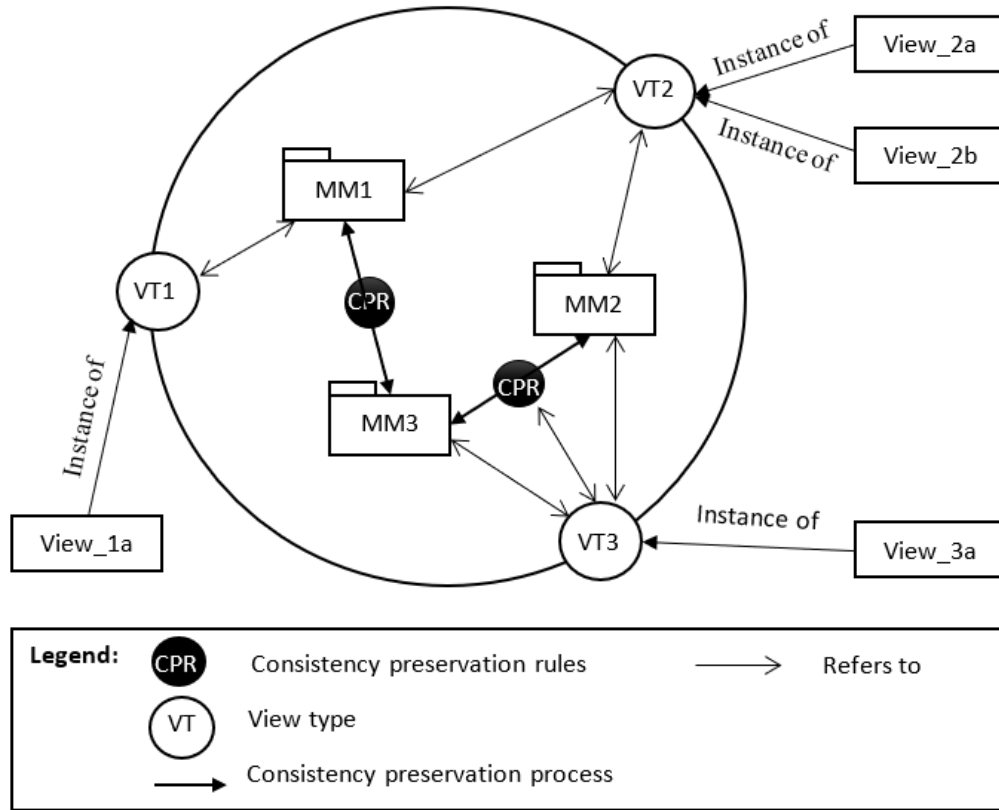 Instance of
View_2a
VT2
Instance of
View_2b
MM1
VT1
CPR
MM2
CPR
MM3
Instance of
Instance of
VT3
View_1a
View_3a
Legend:
CPR
Consistency preservation rules
Refers to
VT
View type
Consistency preservation process